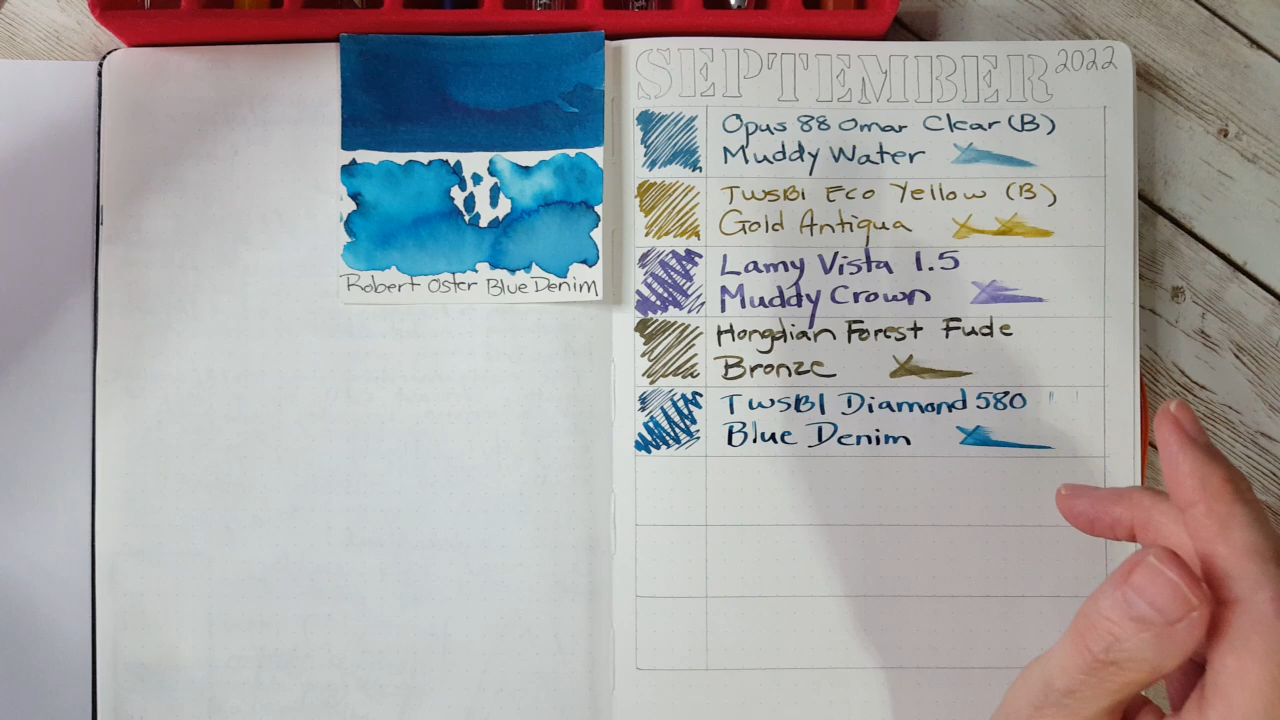 Robert Oster Blue Denim
SEPTEMBER 2022
Opus 88 Omar Clear (B)
Muddy Water
TWSBI Eco Yellow (B)
Gold Antiqua
Lamy Vista 1.5
Muddy Crown
Hongdian Forest Fude
Bronze
TWSBI Diamond 580
Blue Denim